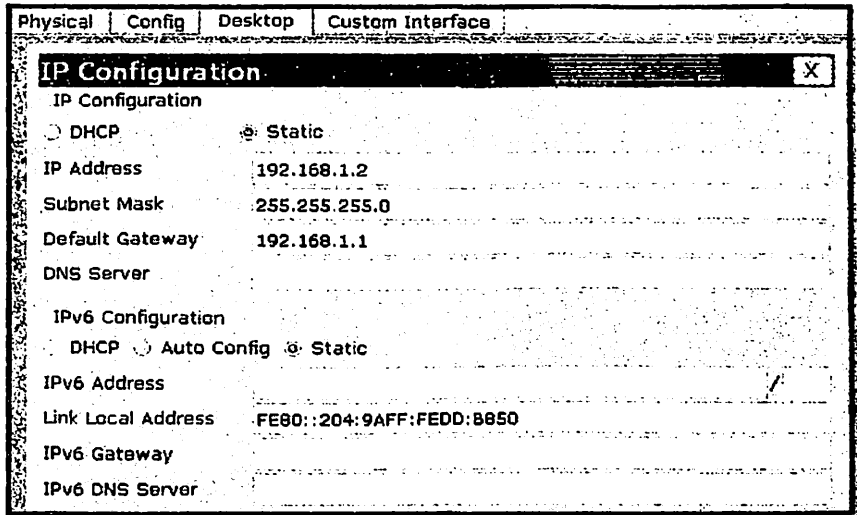 Physical Config Desktop Custom Interface
IP Configuration X
IP Configuration
DHCP Static
IP Address 192.168.1.2
Subnet Mask 255.255.255.0
Default Gateway 192.168.1.1
DNS Server
IPv6 Configuration
DHCP Auto Config Static
IPv6 Address /
Link Local Address FE80::204:9AFF:FEDD:B850
IPv6 Gateway
IPv6 DNS Server